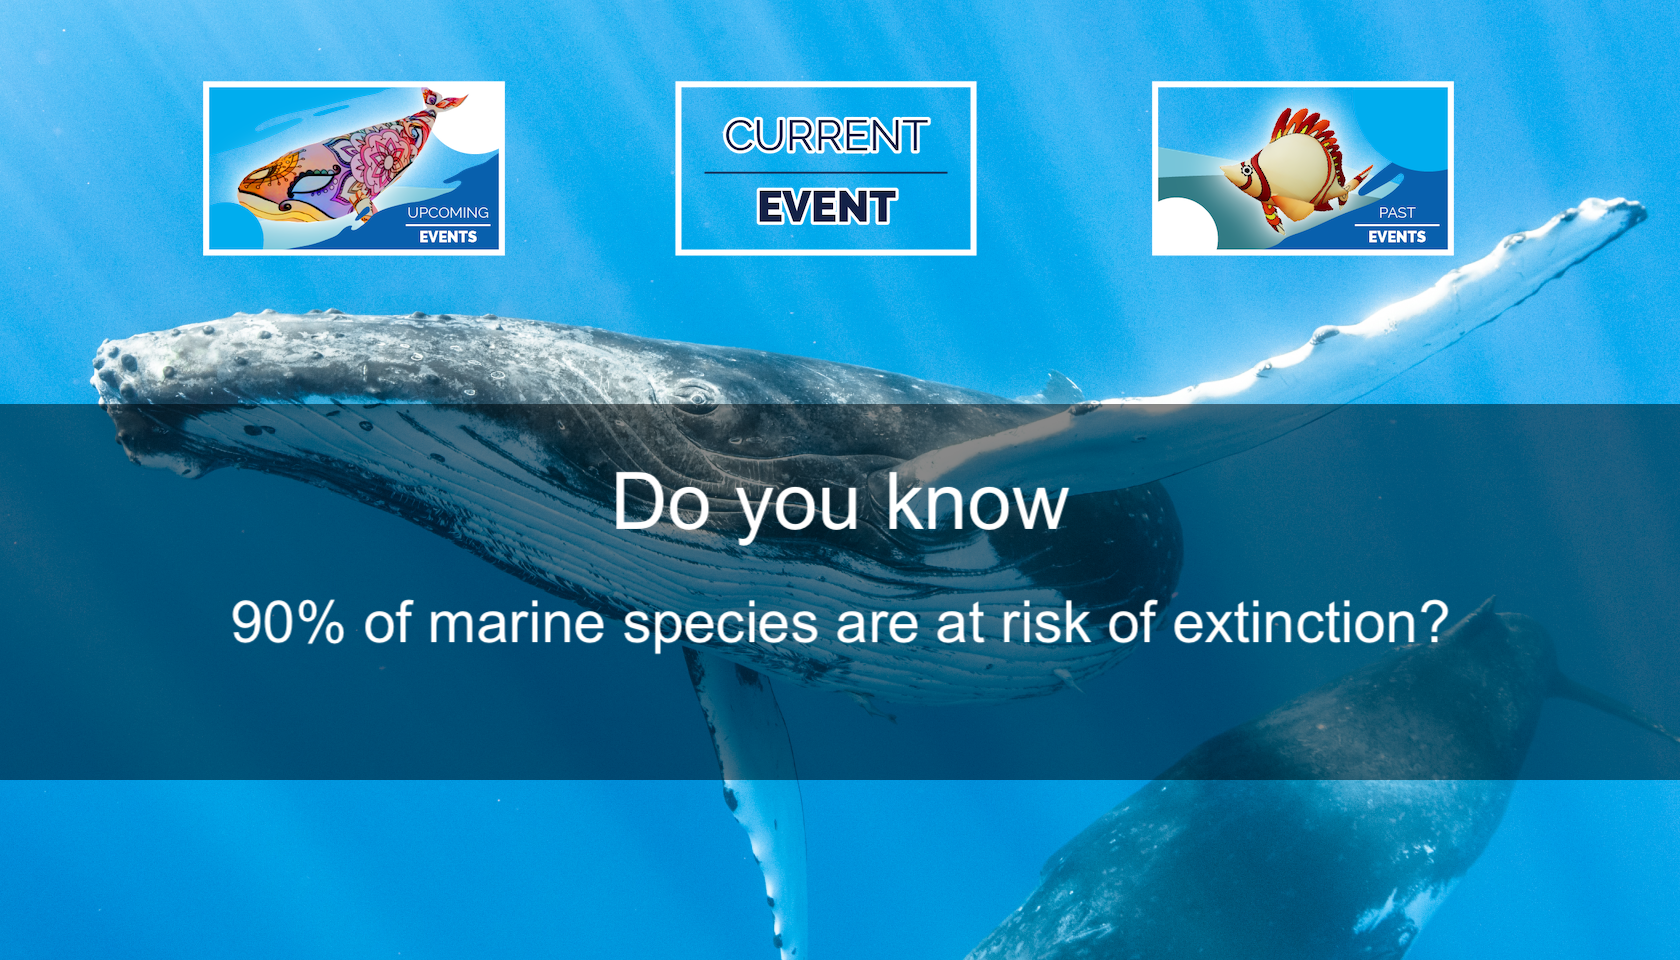 UPCOMING
EVENTS
CURRENT
EVENT
PAST
EVENTS
Do you know
90% of marine species are at risk of extinction?